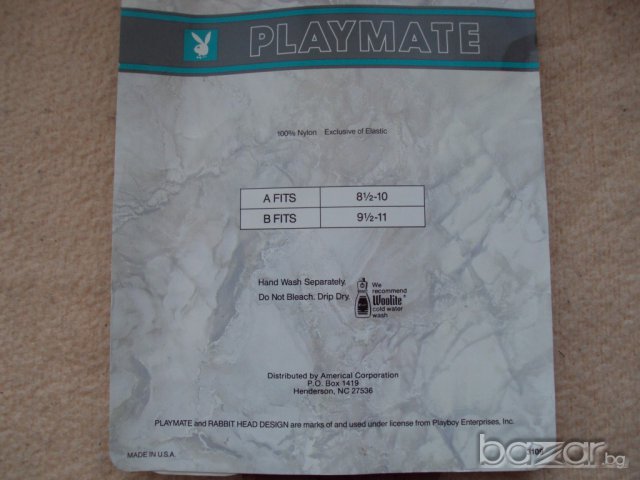 PLAYMATE
100% Nylon Exclusive of Elastic
A FITS 8½-10
B FITS 9½-11
Hand Wash Separately.
Do Not Bleach. Drip Dry.
We
recommend
Woolite
cold water
wash
Distributed by Americal Corporation
P.O. Box 1419
Henderson, NC 27536
PLAYMATE and RABBIT HEAD DESIGN are marks of and used under license from Playboy Enterprises, Inc.
MADE IN U.S.A.
bazar.bg